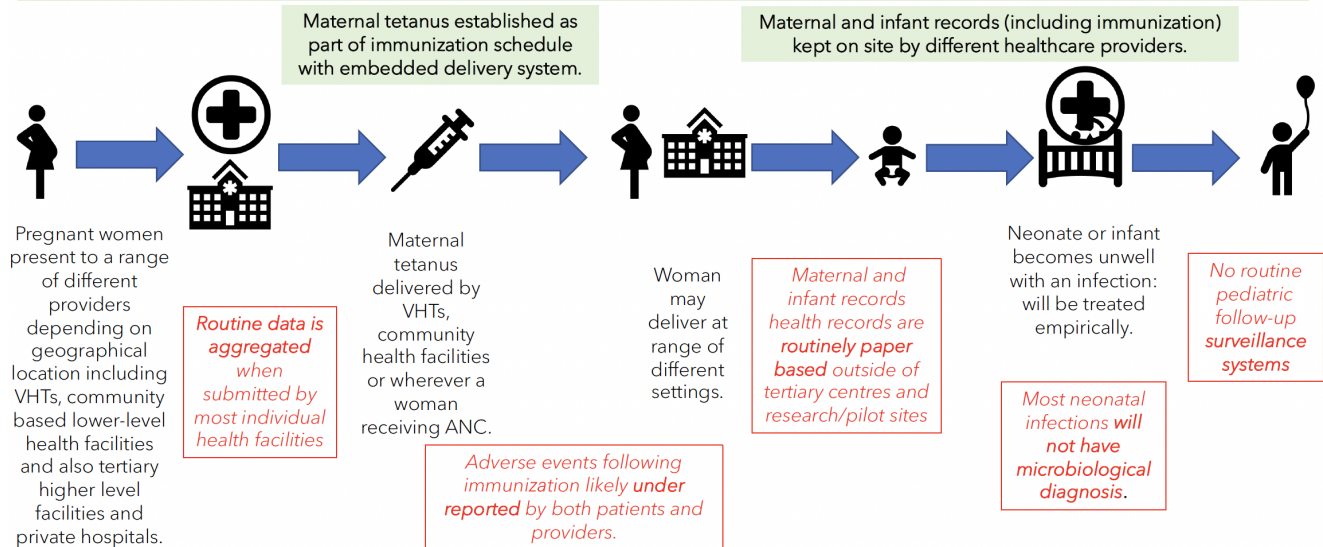 Maternal tetanus established as
part of immunization schedule
with embedded delivery system.
Maternal and infant records (including immunization)
kept on site by different healthcare providers.
Pregnant women
present to a range
of different
providers
depending on
geographical
location including
VHTs, community
based lower-level
health facilities
and also tertiary
higher level
facilities and
private hospitals.
Routine data is
aggregated
when
submitted by
most individual
health facilities
Maternal
tetanus
delivered by
VHTs,
community
health facilities
or wherever a
woman
receiving ANC.
Adverse events following
immunization likely under
reported by both patients and
providers.
Woman
may
deliver at
range of
different
settings.
Maternal and
infant records
health records are
routinely paper
based outside of
tertiary centres and
research/pilot sites
Neonate or infant
becomes unwell
with an infection:
will be treated
empirically.
Most neonatal
infections will
not have
microbiological
diagnosis.
No routine
pediatric
follow-up
surveillance
systems